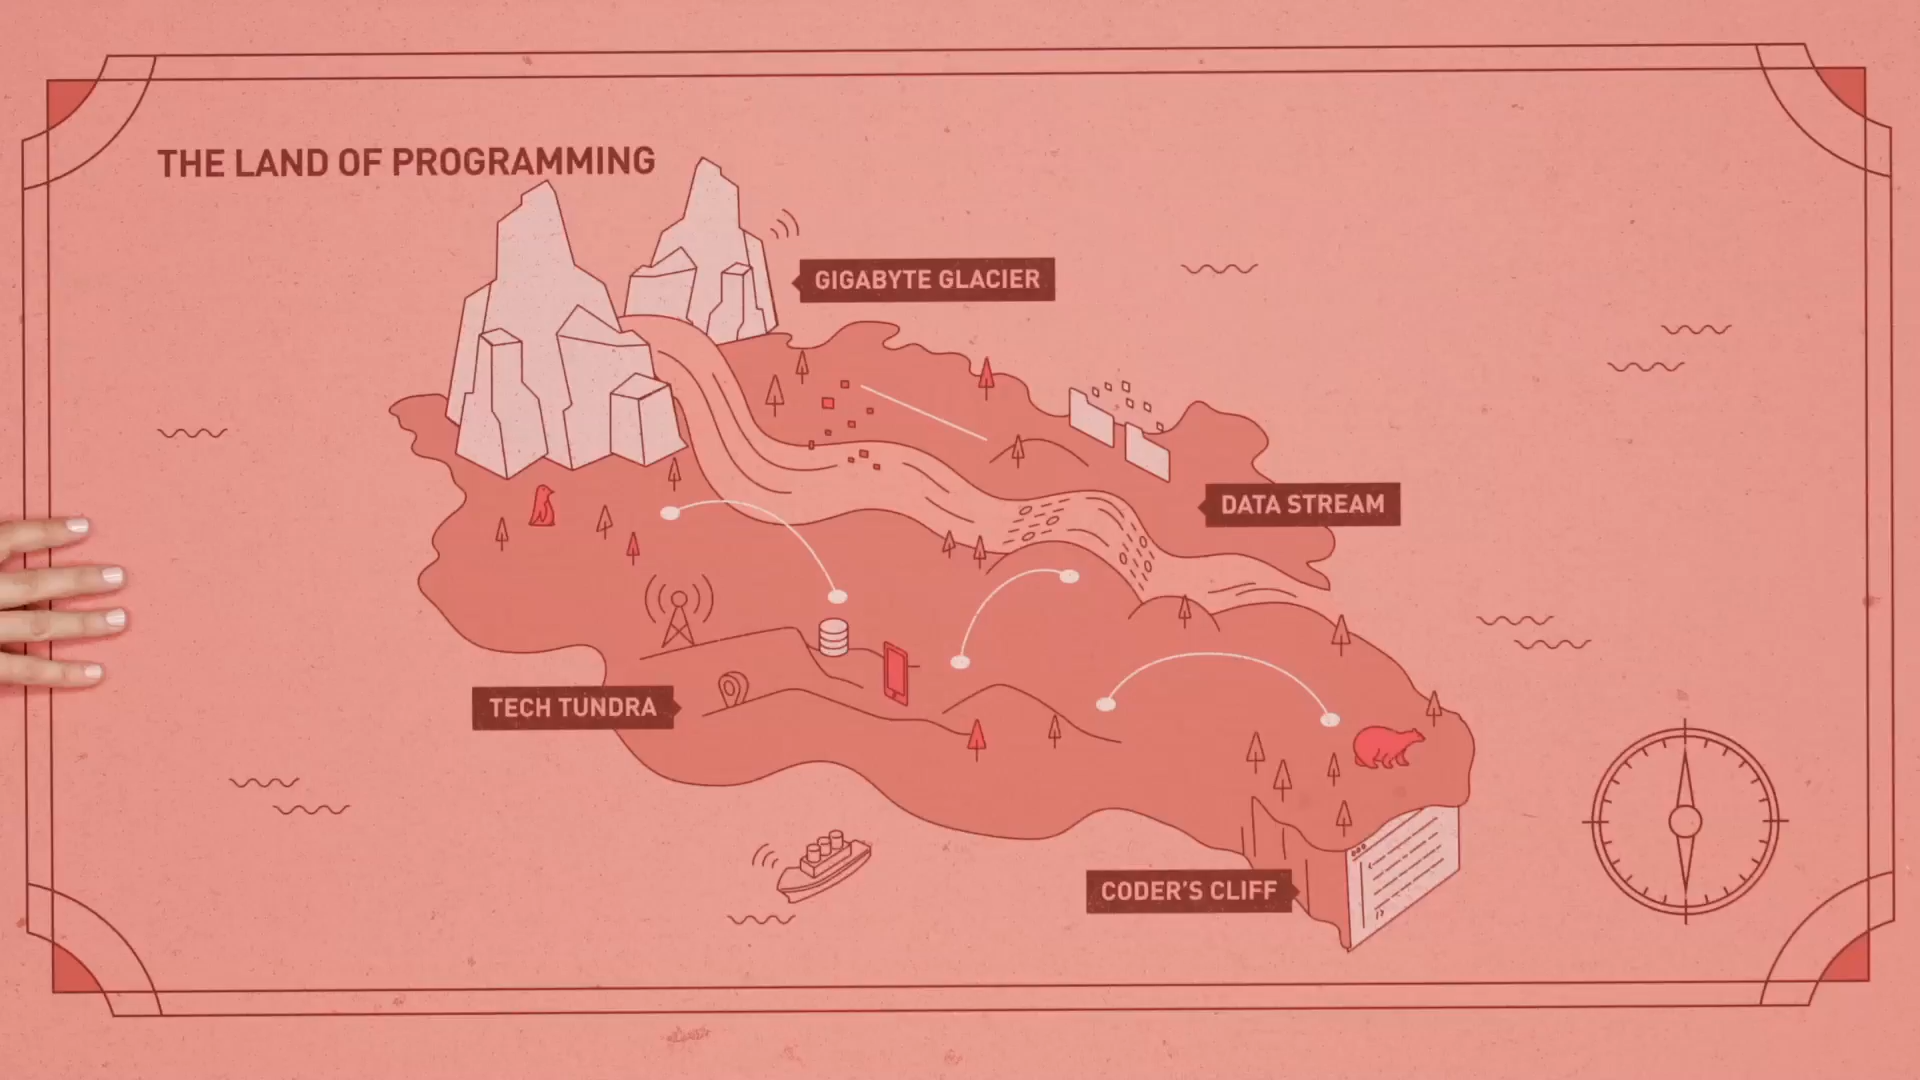 THE LAND OF PROGRAMMING
GIGABYTE GLACIER
DATA STREAM
TECH TUNDRA
CODER'S CLIFF